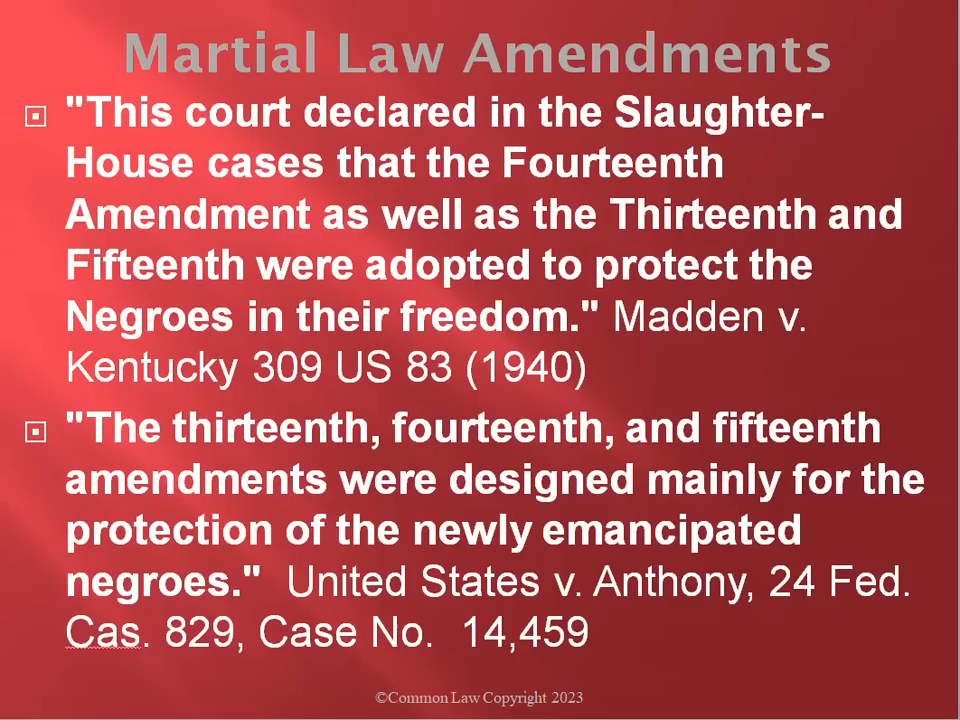 Martial Law Amendments
"This court declared in the Slaughter-
House cases that the Fourteenth
Amendment as well as the Thirteenth and
Fifteenth were adopted to protect the
Negroes in their freedom." Madden v.
Kentucky 309 US 83 (1940)
"The thirteenth, fourteenth, and fifteenth
amendments were designed mainly for the
protection of the newly emancipated
negroes."  United States v. Anthony, 24 Fed.
Cas. 829, Case No.  14,459
©Common Law Copyright 2023